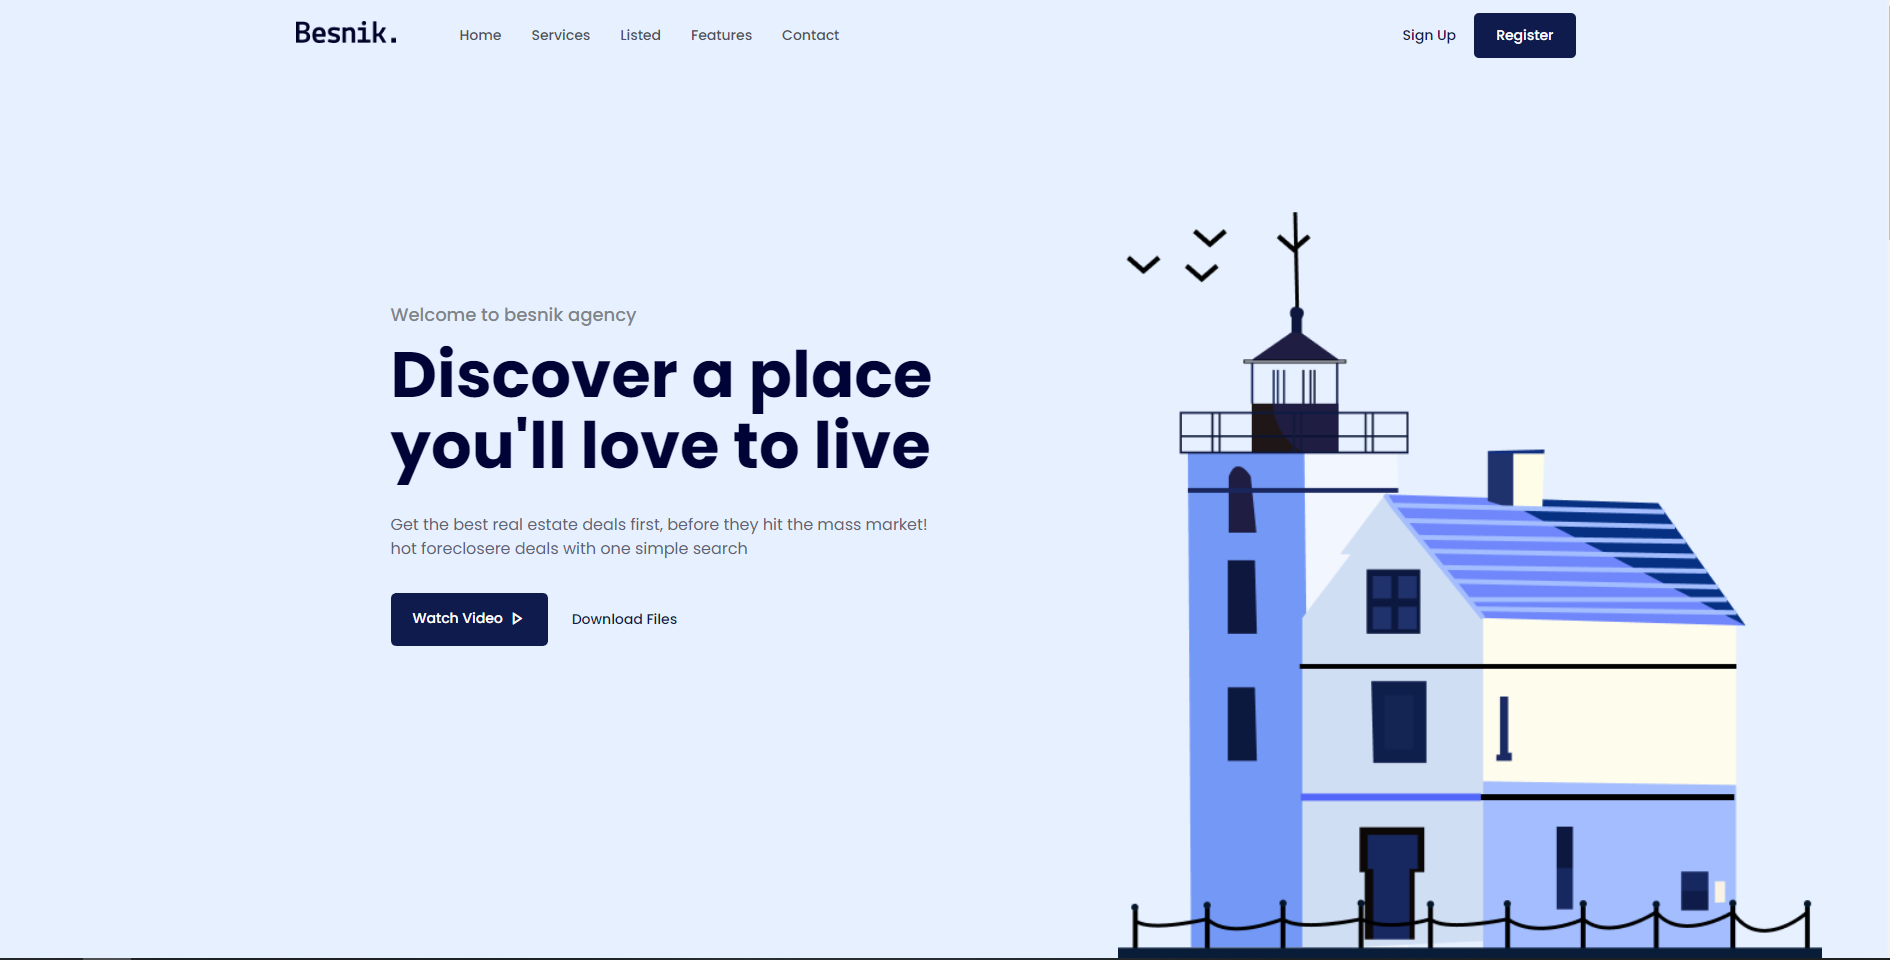 Besnik.
Home Services Listed Features Contact
Sign Up Register
Welcome to besnik agency
Discover a place
you'll love to live
Get the best real estate deals first, before they hit the mass market!
hot foreclosere deals with one simple search
Watch Video
Download Files